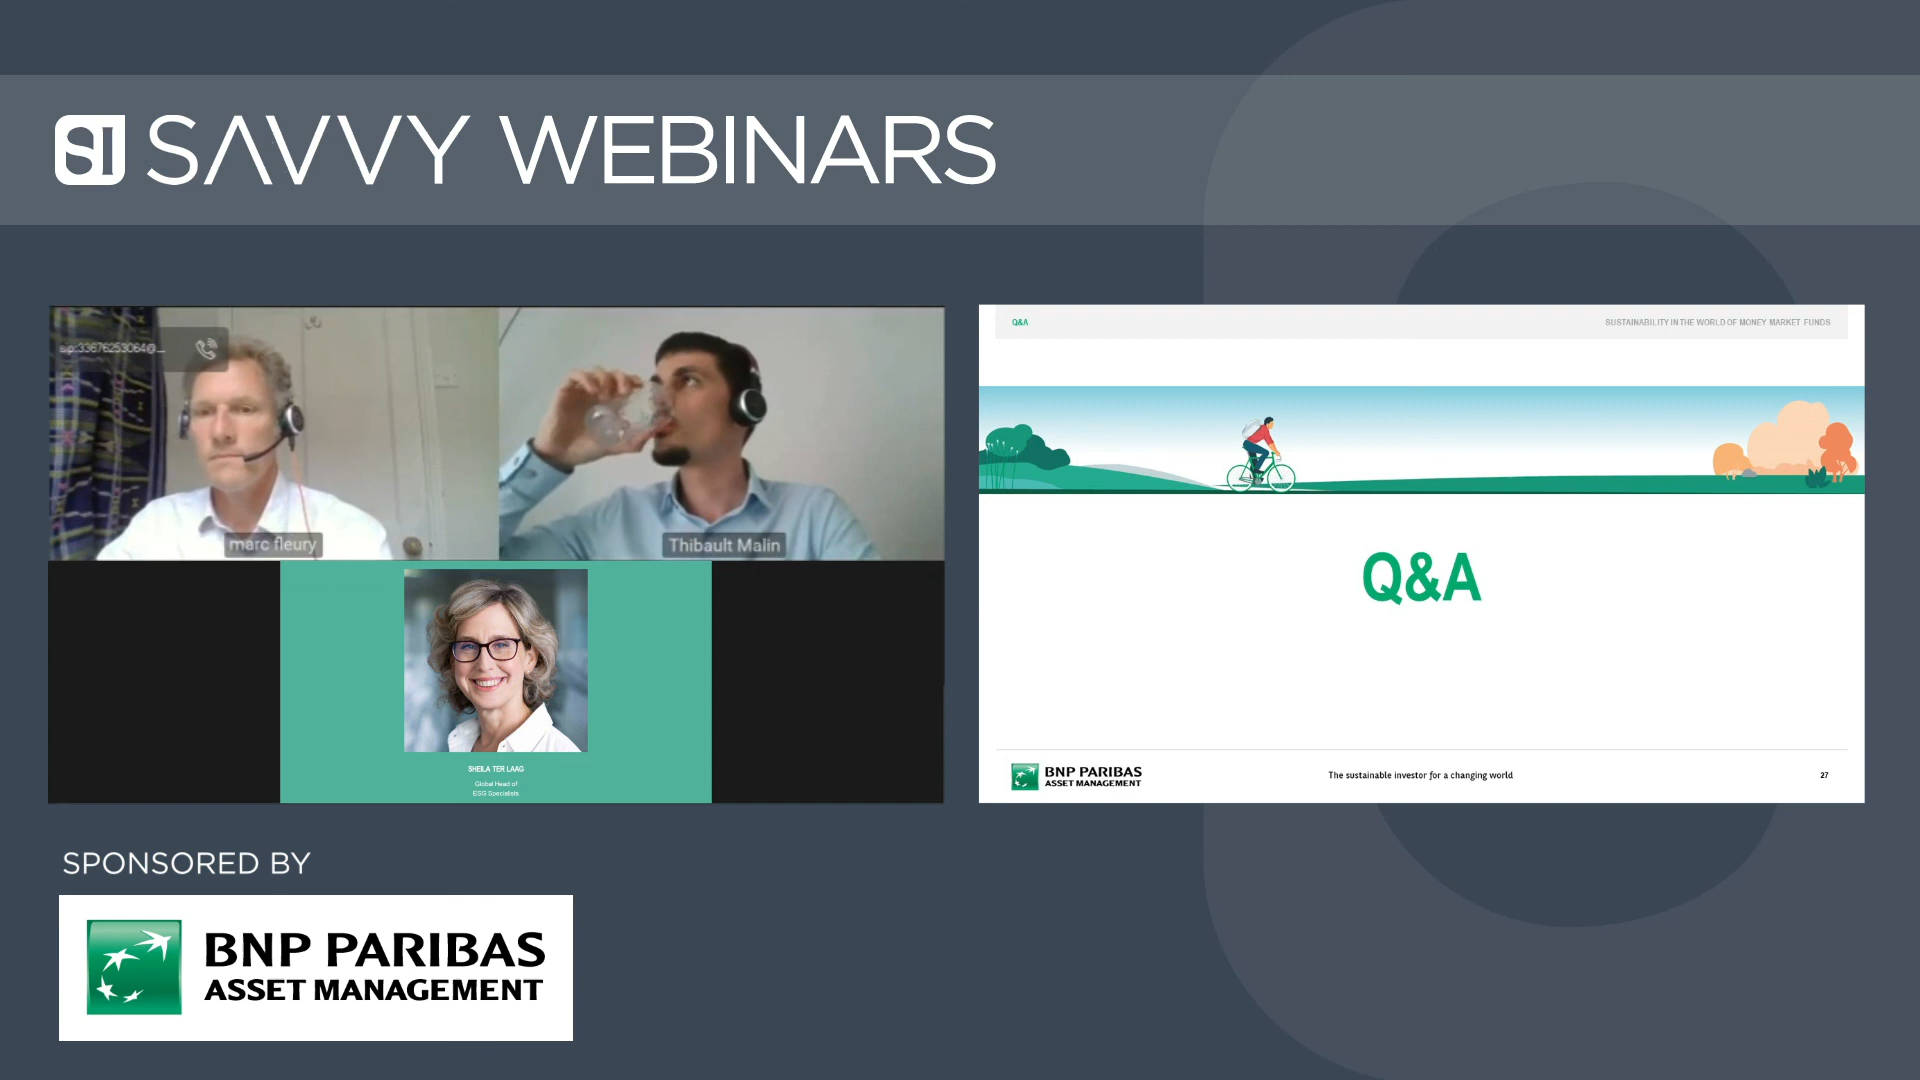 SI SAVVY WEBINARS
sip:33676253064@...
marc fleury
Thibault Malin
SHEILA TER LAAG
Global Head of
ESG Specialists
Q&A
SUSTAINABILITY IN THE WORLD OF MONEY MARKET FUNDS
Q&A
BNP PARIBAS
ASSET MANAGEMENT
The sustainable investor for a changing world
27
SPONSORED BY
BNP PARIBAS
ASSET MANAGEMENT